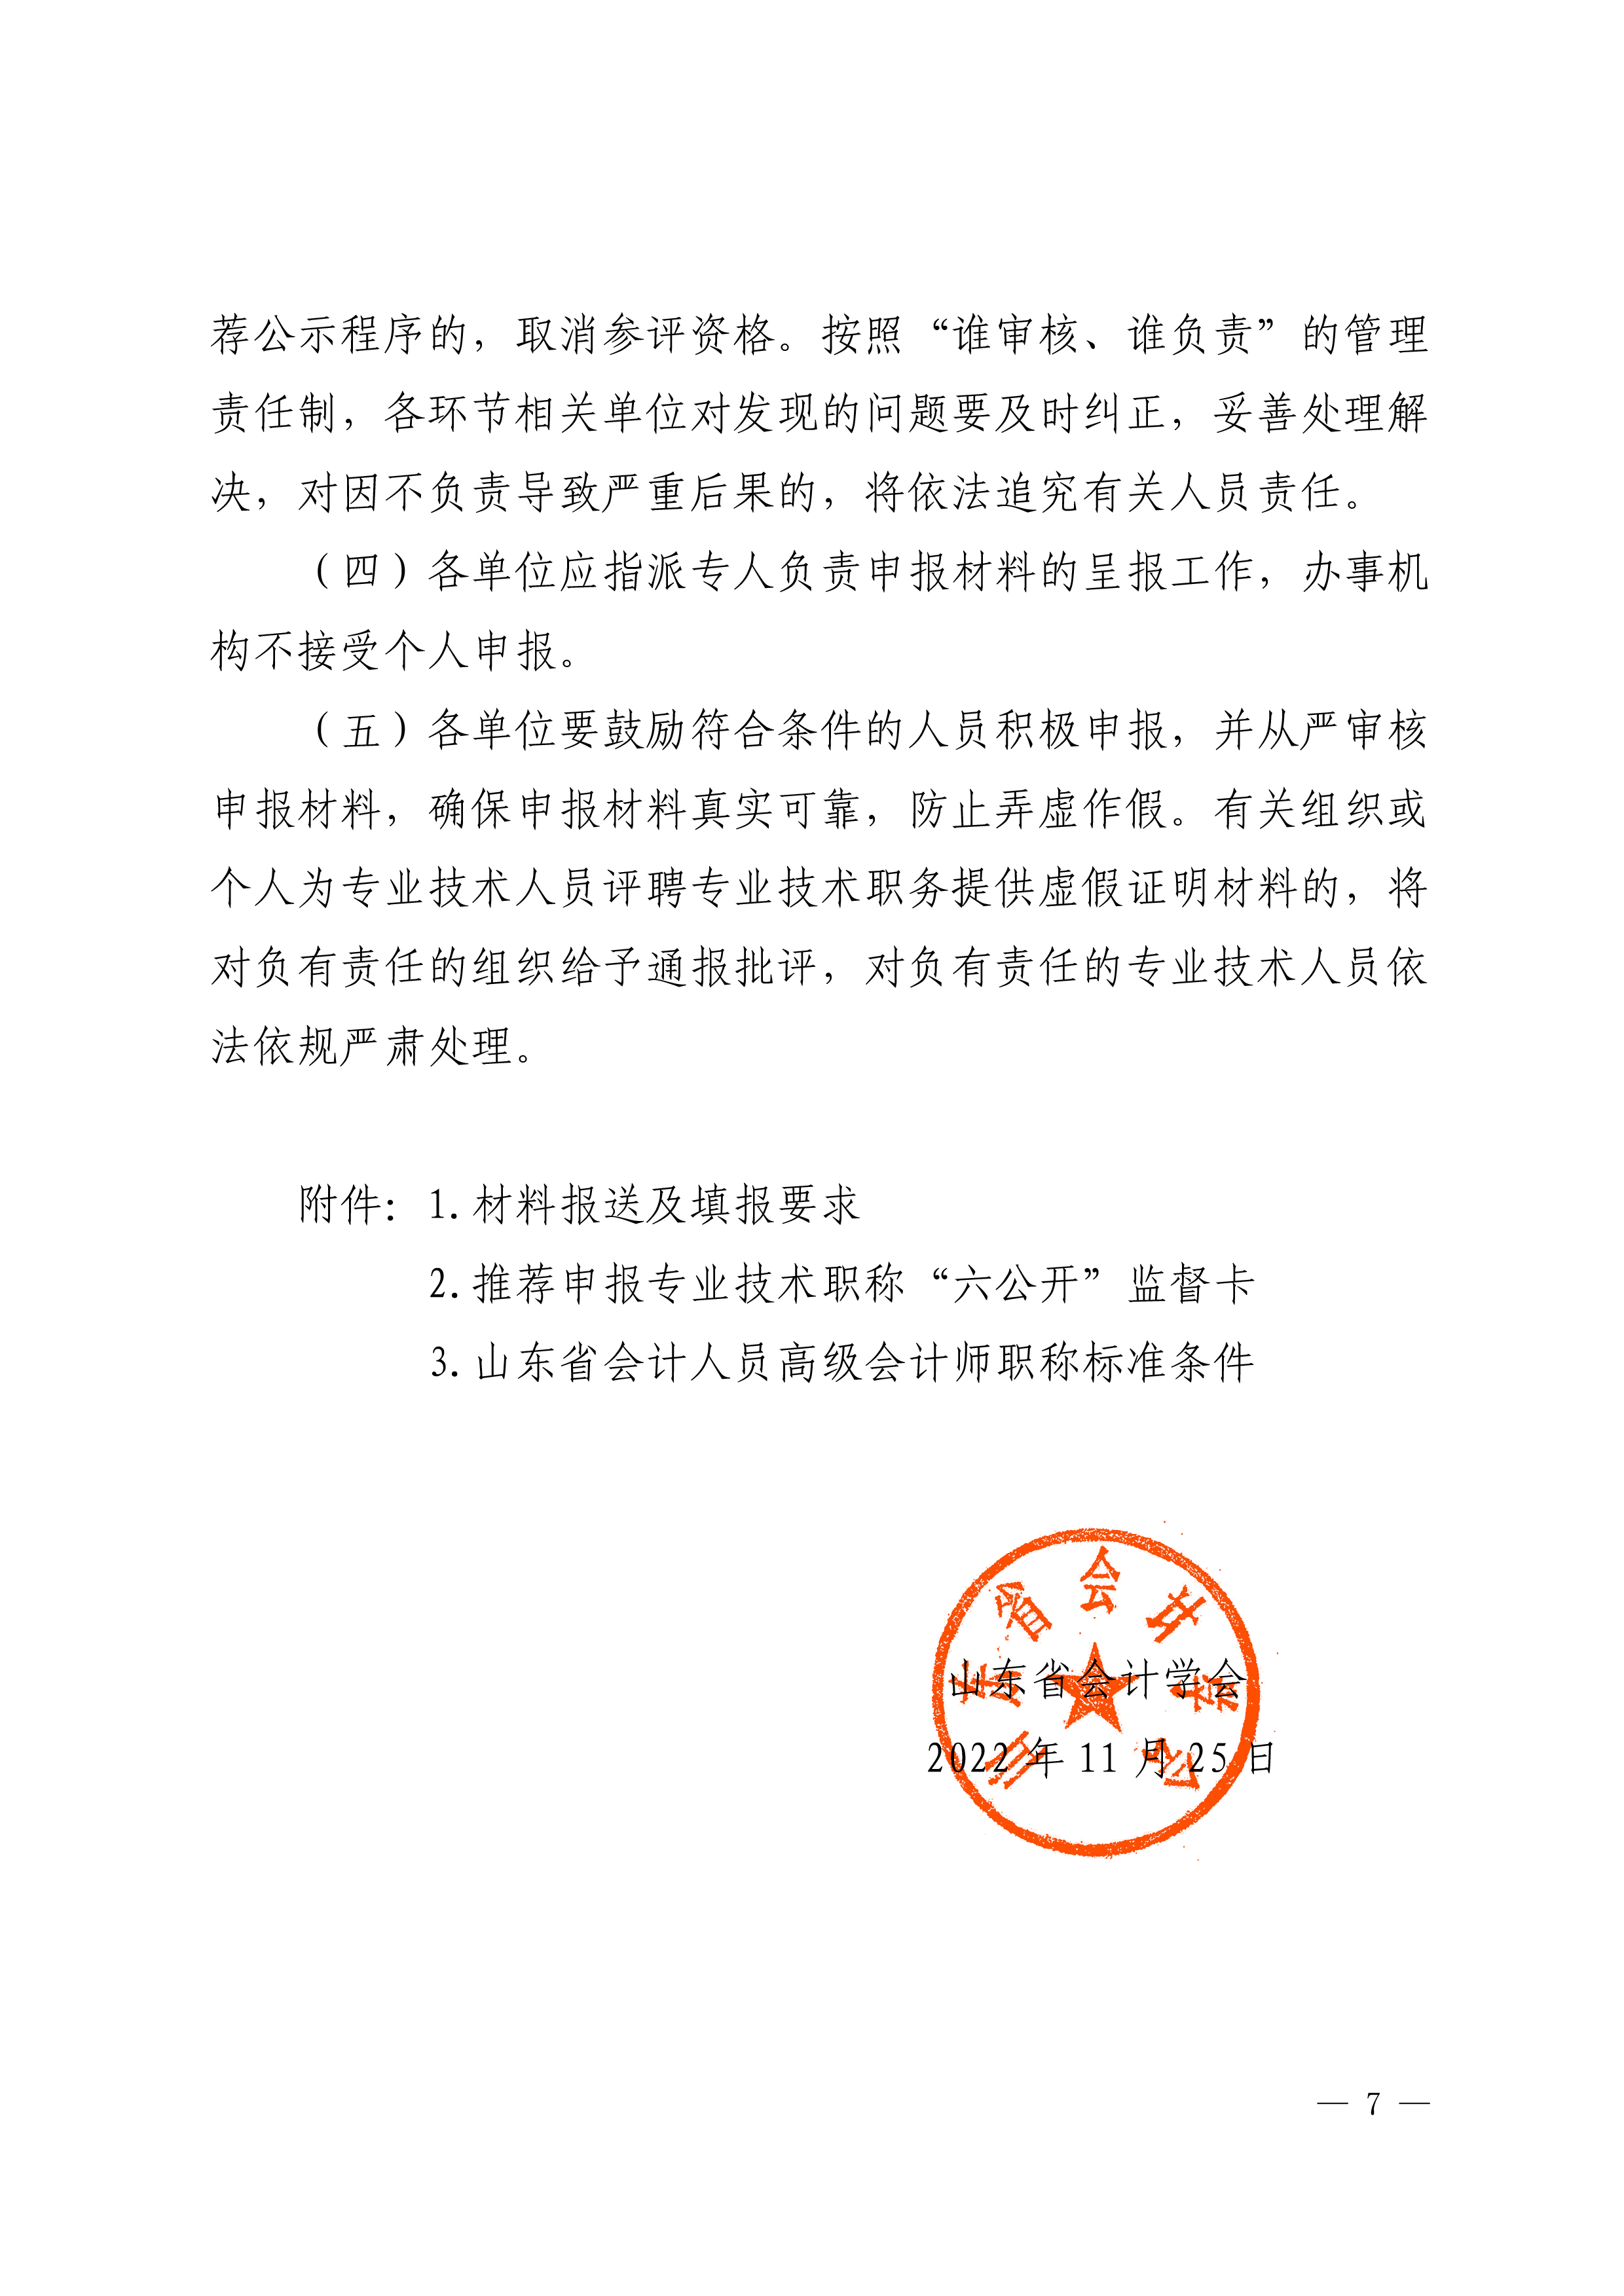 荐公示程序的，取消参评资格。按照“谁审核、谁负责”的管理
责任制，各环节相关单位对发现的问题要及时纠正，妥善处理解
决，对因不负责导致严重后果的，将依法追究有关人员责任。
（四）各单位应指派专人负责申报材料的呈报工作，办事机
构不接受个人申报。
（五）各单位要鼓励符合条件的人员积极申报，并从严审核
申报材料，确保申报材料真实可靠，防止弄虚作假。有关组织或
个人为专业技术人员评聘专业技术职务提供虚假证明材料的，将
对负有责任的组织给予通报批评，对负有责任的专业技术人员依
法依规严肃处理。
附件：1.材料报送及填报要求
2.推荐申报专业技术职称“六公开”监督卡
3.山东省会计人员高级会计师职称标准条件
山东省会计学会
山东省会计学会
2022 年 11 月 25 日
— 7 —